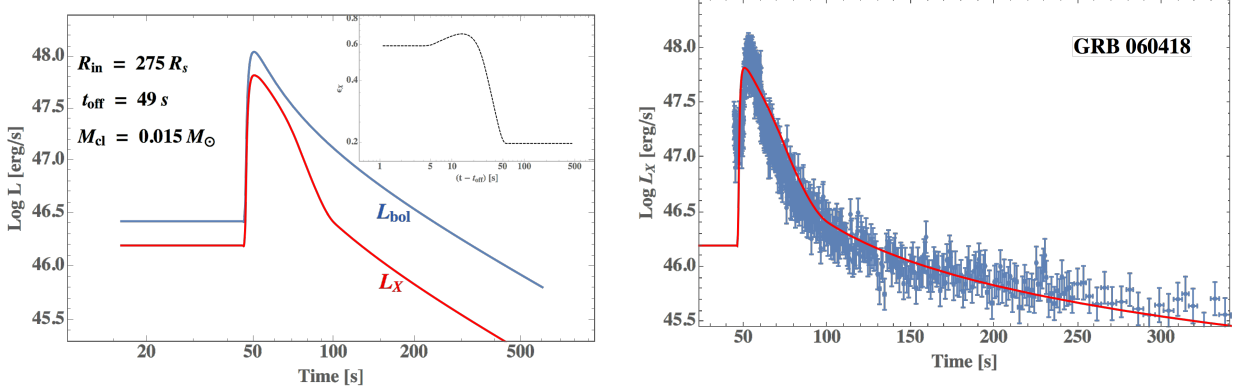 48.0
47.5
47.0
46.5
46.0
45.5
Log L [erg/s]
R_in = 275 R_s
t_off = 49 s
M_cl = 0.015 M_⊙
0.8
0.6
0.4
0.2
ϵ_X
1
5
10
50
100
500
(t − t_off) [s]
L_bol
L_X
20
50
100
200
500
Time [s]
GRB 060418
48.0
47.5
47.0
46.5
46.0
45.5
Log L_X [erg/s]
50
100
150
200
250
300
Time [s]